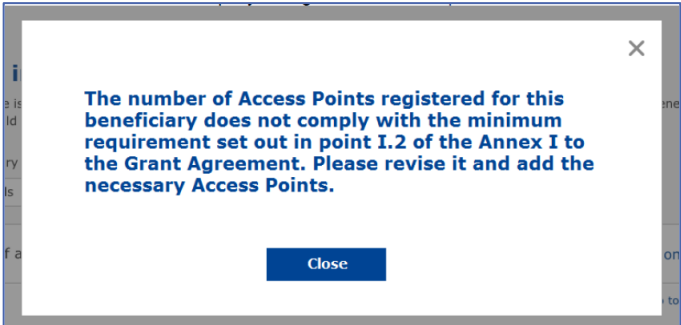 The number of Access Points registered for this
beneficiary does not comply with the minimum
requirement set out in point I.2 of the Annex I to
the Grant Agreement. Please revise it and add the
necessary Access Points.
Close